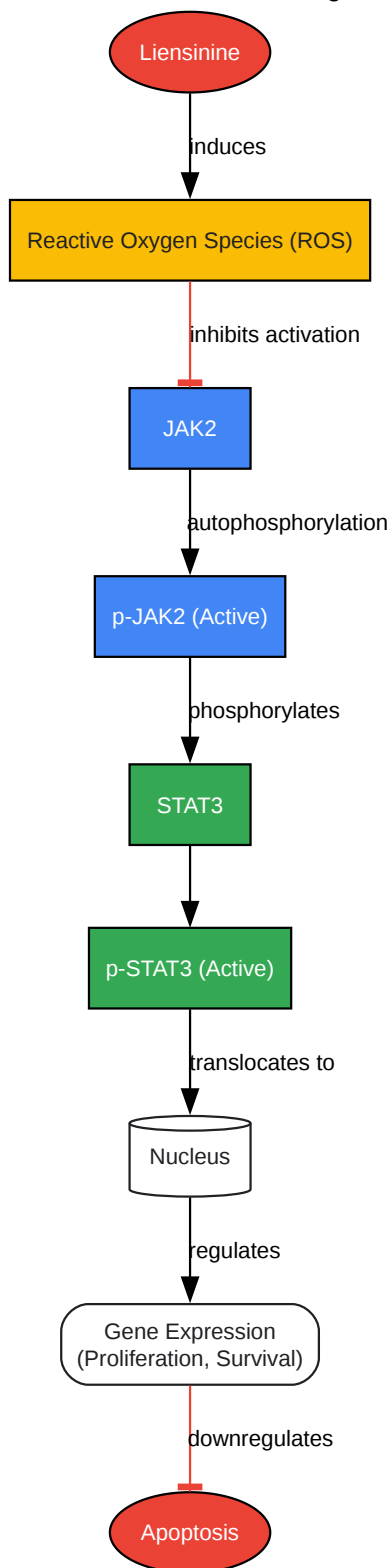 Liensinine
induces
Reactive Oxygen Species (ROS)
inhibits activation
JAK2
autophosphorylation
p-JAK2 (Active)
phosphorylates
STAT3
p-STAT3 (Active)
translocates to
Nucleus
regulates
Gene Expression
(Proliferation, Survival)
downregulates
Apoptosis